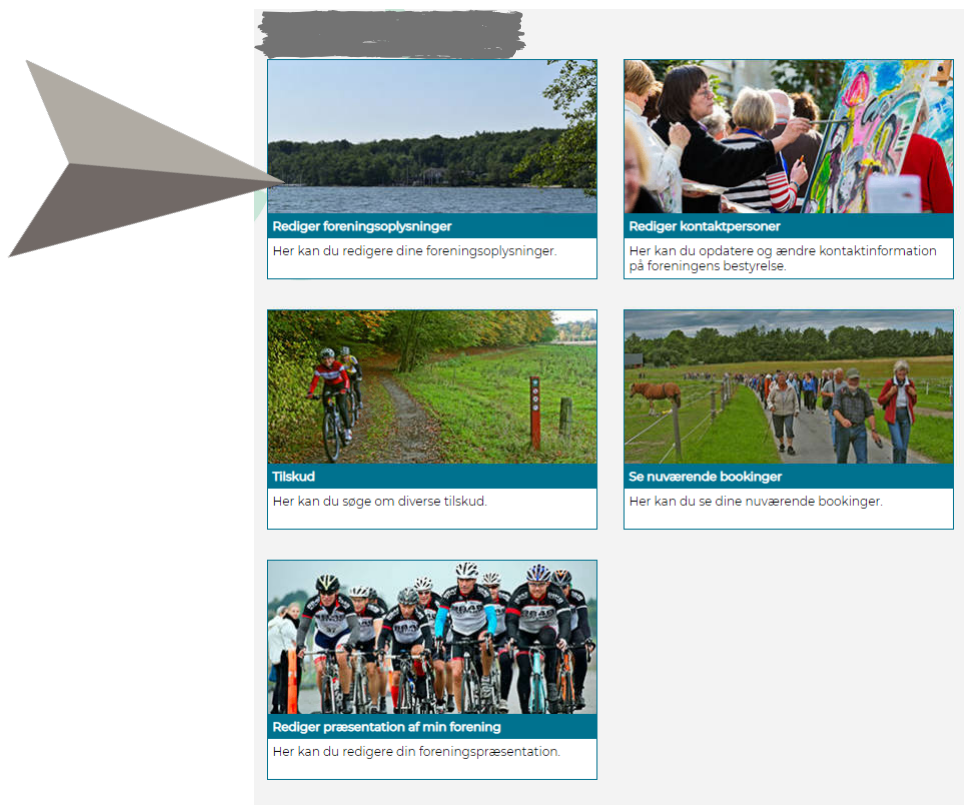 Rediger foreningsoplysninger
Her kan du redigere dine foreningsoplysninger.
Rediger kontaktpersoner
Her kan du opdatere og ændre kontaktinformation
på foreningens bestyrelse.
Tilskud
Her kan du søge om diverse tilskud.
Se nuværende bookinger
Her kan du se dine nuværende bookinger.
Rediger præsentation af min forening
Her kan du redigere din foreningspræsentation.